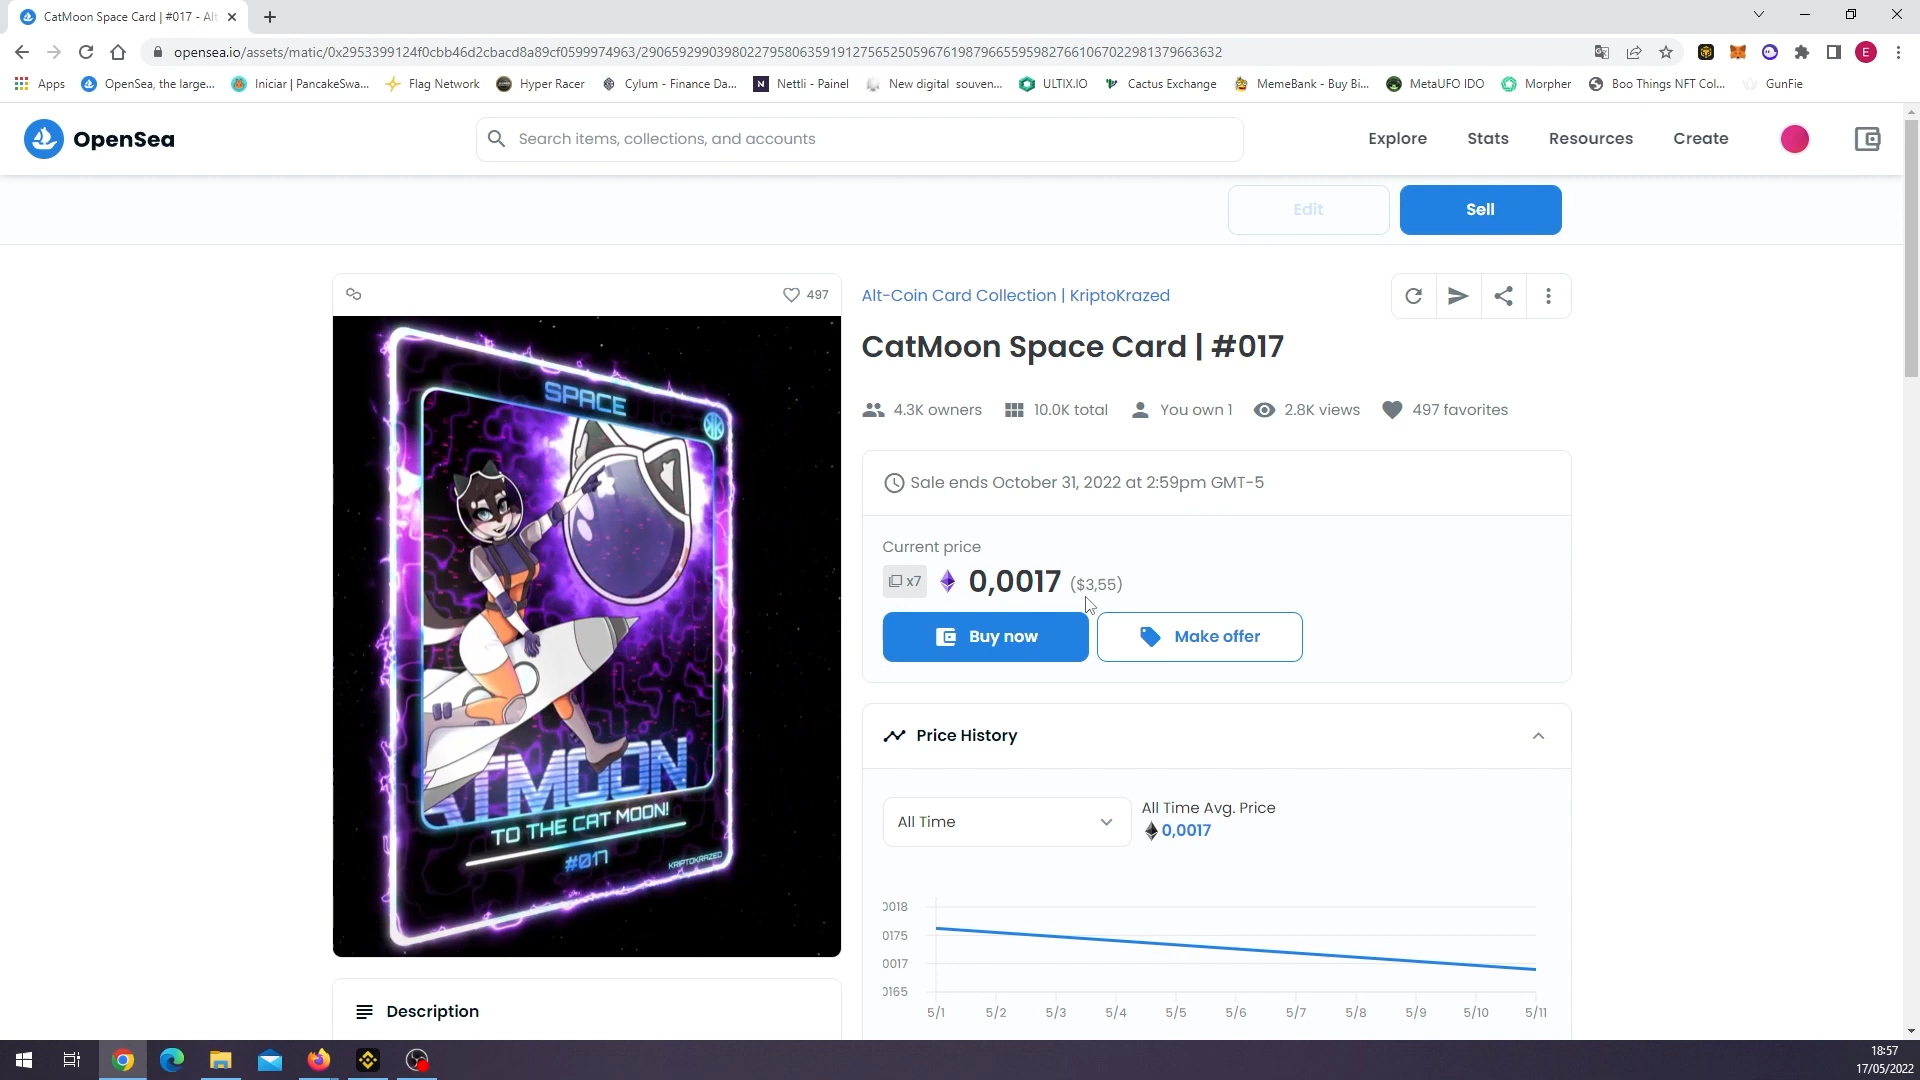 CatMoon Space Card | #017 - Alt
opensea.io/assets/matic/0x2953399124f0cbb46d2cbacd8a89cf0599974963/29065929903980227958063591912756525059676198796655959827661067022981379663632
Apps
OpenSea, the large...
Iniciar | PancakeSwa...
Flag Network
Hyper Racer
Cylum - Finance Da...
Nettli - Painel
New digital souven...
ULTIX.IO
Cactus Exchange
MemeBank - Buy Bi...
MetaUFO IDO
Morpher
Boo Things NFT Col...
GunFie
OpenSea
Search items, collections, and accounts
Explore
Stats
Resources
Create
Edit
Sell
497
Alt-Coin Card Collection | KriptoKrazed
CatMoon Space Card | #017
4.3K owners
10.0K total
You own 1
2.8K views
497 favorites
SPACE
ATMOON
TO THE CAT MOON!
#017
KRIPTOKRAZED
Sale ends October 31, 2022 at 2:59pm GMT-5
Current price
x7
0,0017 ($3,55)
Buy now
Make offer
Price History
All Time
All Time Avg. Price
0,0017
0018
0175
0017
0165
5/1
5/2
5/3
5/4
5/5
5/6
5/7
5/8
5/9
5/10
5/11
Description
18:57
17/05/2022